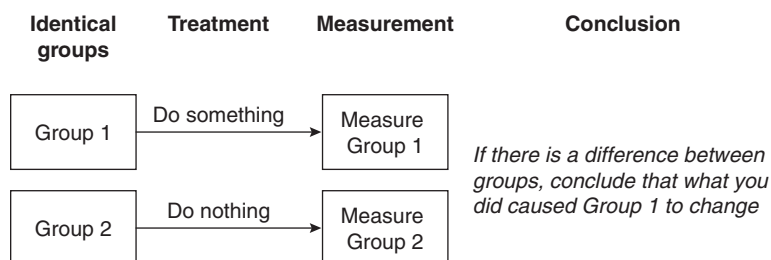 Identical groups
Treatment
Measurement
Conclusion
Group 1
Do something
Measure
Group 1
If there is a difference between
groups, conclude that what you
did caused Group 1 to change
Group 2
Do nothing
Measure
Group 2